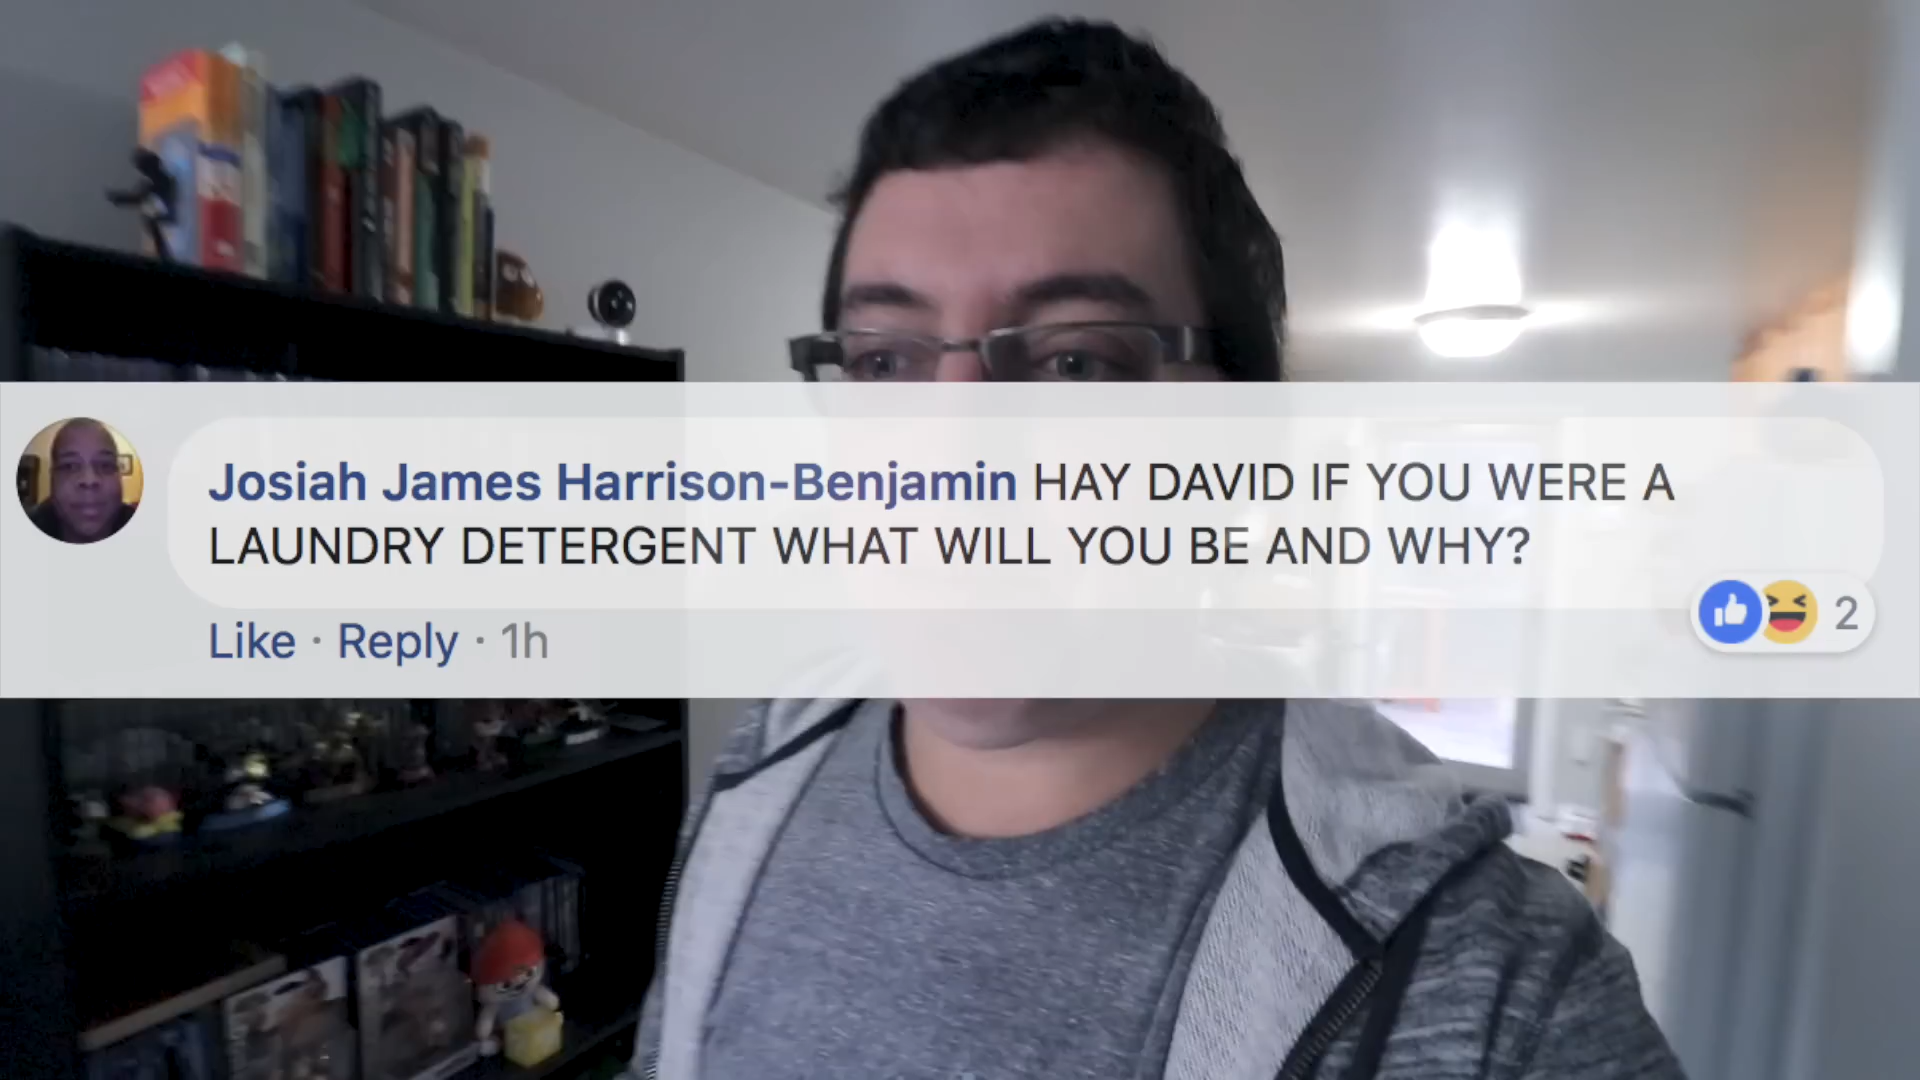 Josiah James Harrison-Benjamin HAY DAVID IF YOU WERE A
LAUNDRY DETERGENT WHAT WILL YOU BE AND WHY?
Like · Reply · 1h
2